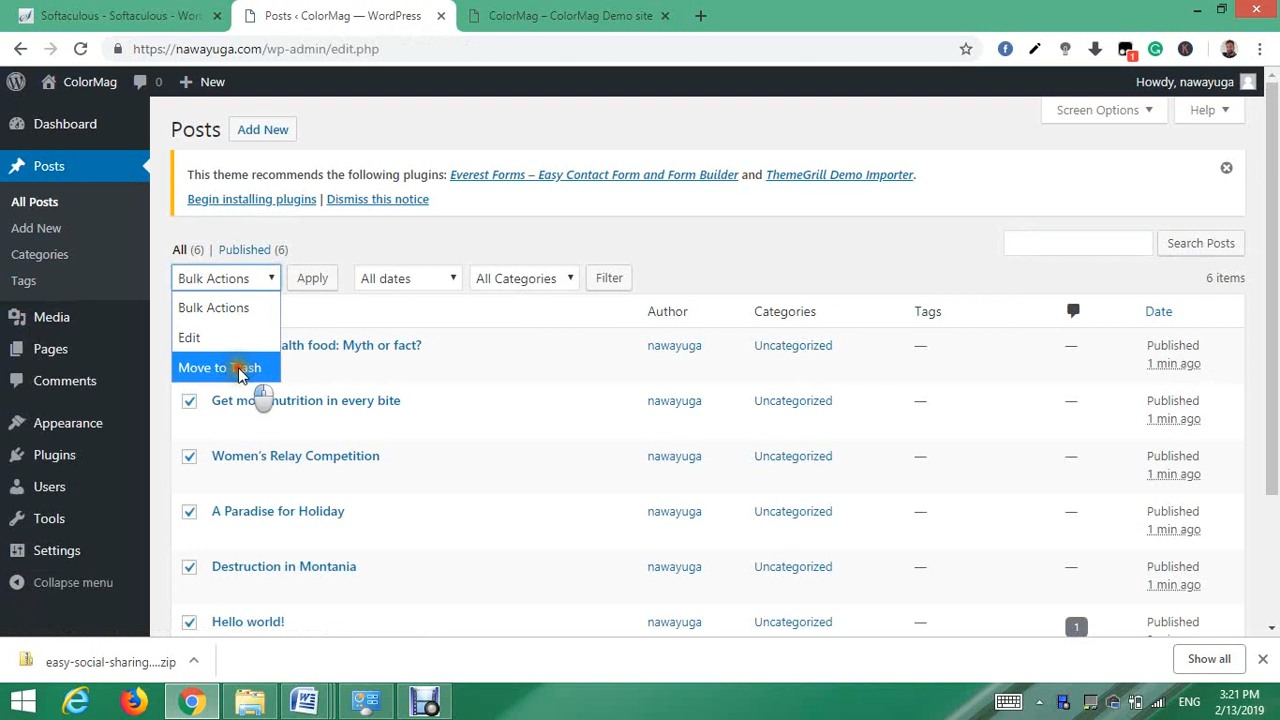 Softaculous - Softaculous - Wor
Posts ‹ ColorMag — WordPress
ColorMag – ColorMag Demo site
https://nawayuga.com/wp-admin/edit.php
1
ColorMag
0
New
Howdy, nawayuga
Dashboard
Posts
All Posts
Add New
Categories
Tags
Media
Pages
Comments
Appearance
Plugins
Users
Tools
Settings
Collapse menu
Screen Options
Help
Posts
Add New
This theme recommends the following plugins: Everest Forms – Easy Contact Form and Form Builder and ThemeGrill Demo Importer.
Begin installing plugins | Dismiss this notice
All (6) | Published (6)
Search Posts
Bulk Actions
Apply
All dates
All Categories
Filter
6 items
Bulk Actions
Edit
Move to Trash
Author
Categories
Tags
Date
alth food: Myth or fact?
nawayuga
Uncategorized
—
—
Published
1 min ago
Get mo nutrition in every bite
nawayuga
Uncategorized
—
—
Published
1 min ago
Women’s Relay Competition
nawayuga
Uncategorized
—
—
Published
1 min ago
A Paradise for Holiday
nawayuga
Uncategorized
—
—
Published
1 min ago
Destruction in Montania
nawayuga
Uncategorized
—
—
Published
1 min ago
Hello world!
nawayuga
Uncategorized
—
1
Published
easy-social-sharing....zip
Show all
ENG
3:21 PM
2/13/2019